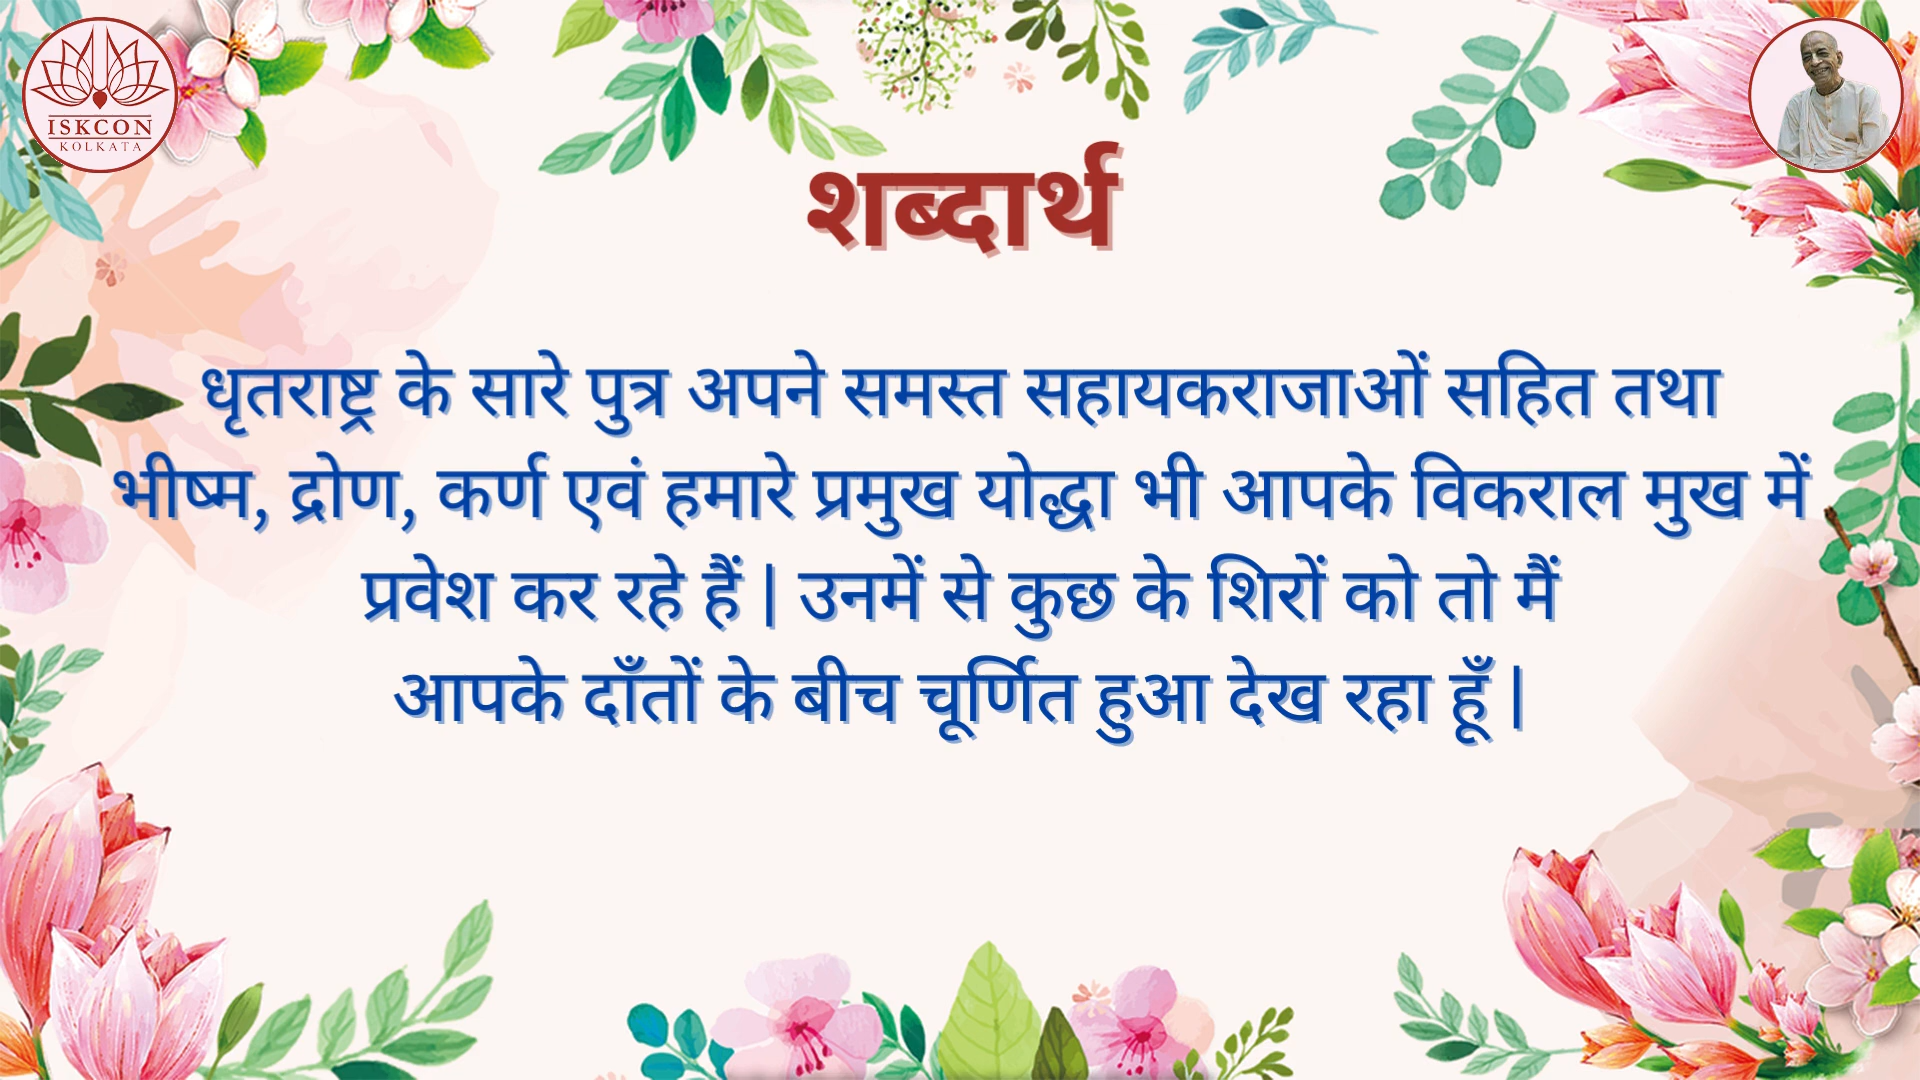 ISKCON
KOLKATA
शब्दार्थ
धृतराष्ट्र के सारे पुत्र अपने समस्त सहायकराजाओं सहित तथा
भीष्म, द्रोण, कर्ण एवं हमारे प्रमुख योद्धा भी आपके विकराल मुख में
प्रवेश कर रहे हैं | उनमें से कुछ के शिरों को तो मैं
आपके दाँतों के बीच चूर्णित हुआ देख रहा हूँ |